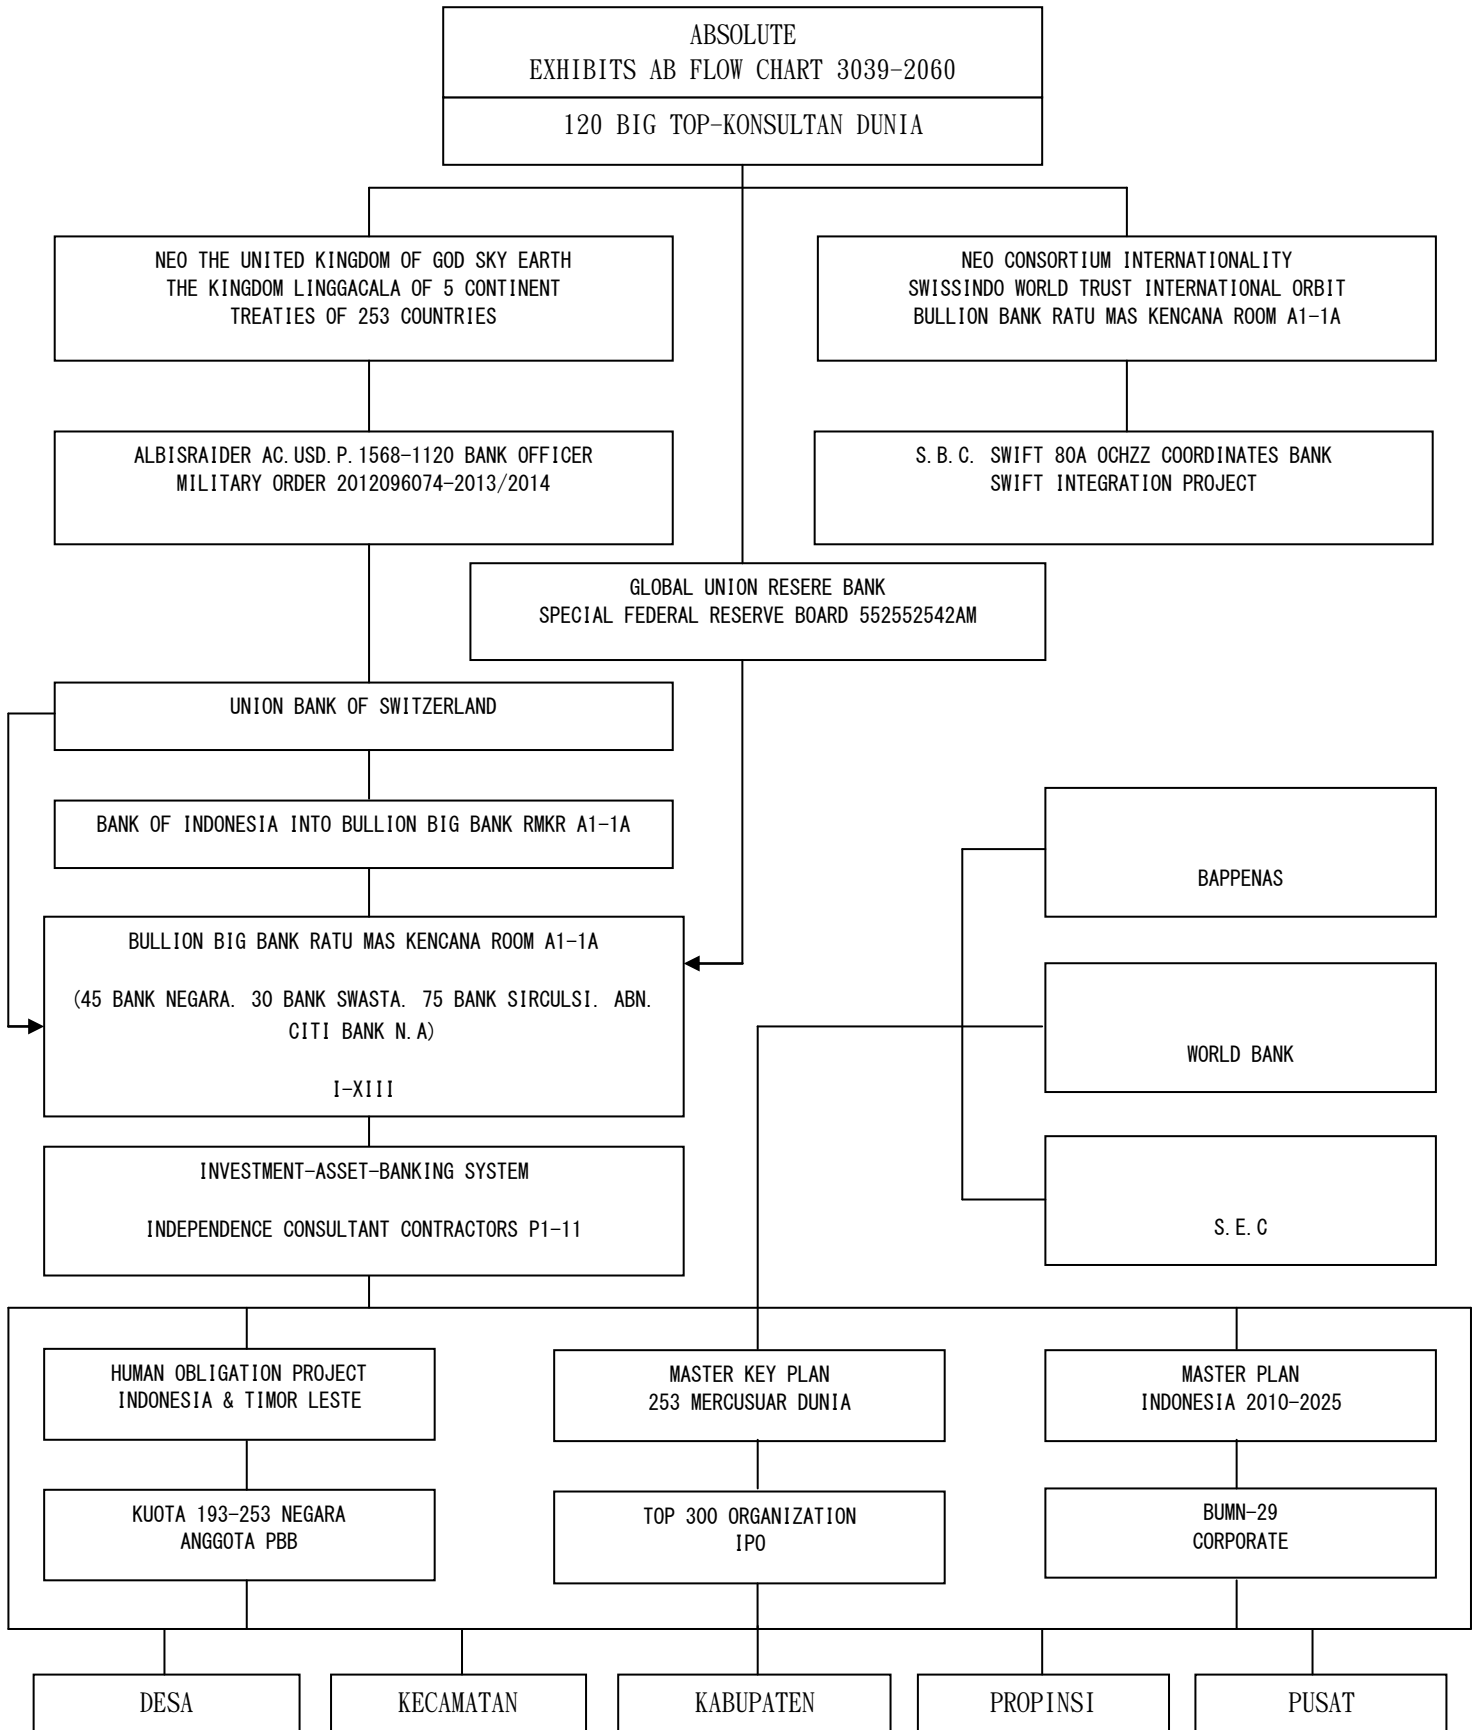 ABSOLUTE
EXHIBITS AB FLOW CHART 3039-2060
120 BIG TOP-KONSULTAN DUNIA
NEO THE UNITED KINGDOM OF GOD SKY EARTH
THE KINGDOM LINGGACALA OF 5 CONTINENT
TREATIES OF 253 COUNTRIES
NEO CONSORTIUM INTERNATIONALITY
SWISSINDO WORLD TRUST INTERNATIONAL ORBIT
BULLION BANK RATU MAS KENCANA ROOM A1-1A
ALBISRAIDER AC.USD.P.1568-1120 BANK OFFICER
MILITARY ORDER 2012096074-2013/2014
S.B.C. SWIFT 80A OCHZZ COORDINATES BANK
SWIFT INTEGRATION PROJECT
GLOBAL UNION RESERE BANK
SPECIAL FEDERAL RESERVE BOARD 552552542AM
UNION BANK OF SWITZERLAND
BANK OF INDONESIA INTO BULLION BIG BANK RMKR A1-1A
BAPPENAS
BULLION BIG BANK RATU MAS KENCANA ROOM A1-1A
(45 BANK NEGARA. 30 BANK SWASTA. 75 BANK SIRCULSI. ABN.
CITI BANK N.A)
I-XIII
WORLD BANK
INVESTMENT-ASSET-BANKING SYSTEM
INDEPENDENCE CONSULTANT CONTRACTORS P1-11
S.E.C
HUMAN OBLIGATION PROJECT
INDONESIA & TIMOR LESTE
MASTER KEY PLAN
253 MERCUSUAR DUNIA
MASTER PLAN
INDONESIA 2010-2025
KUOTA 193-253 NEGARA
ANGGOTA PBB
TOP 300 ORGANIZATION
IPO
BUMN-29
CORPORATE
DESA
KECAMATAN
KABUPATEN
PROPINSI
PUSAT